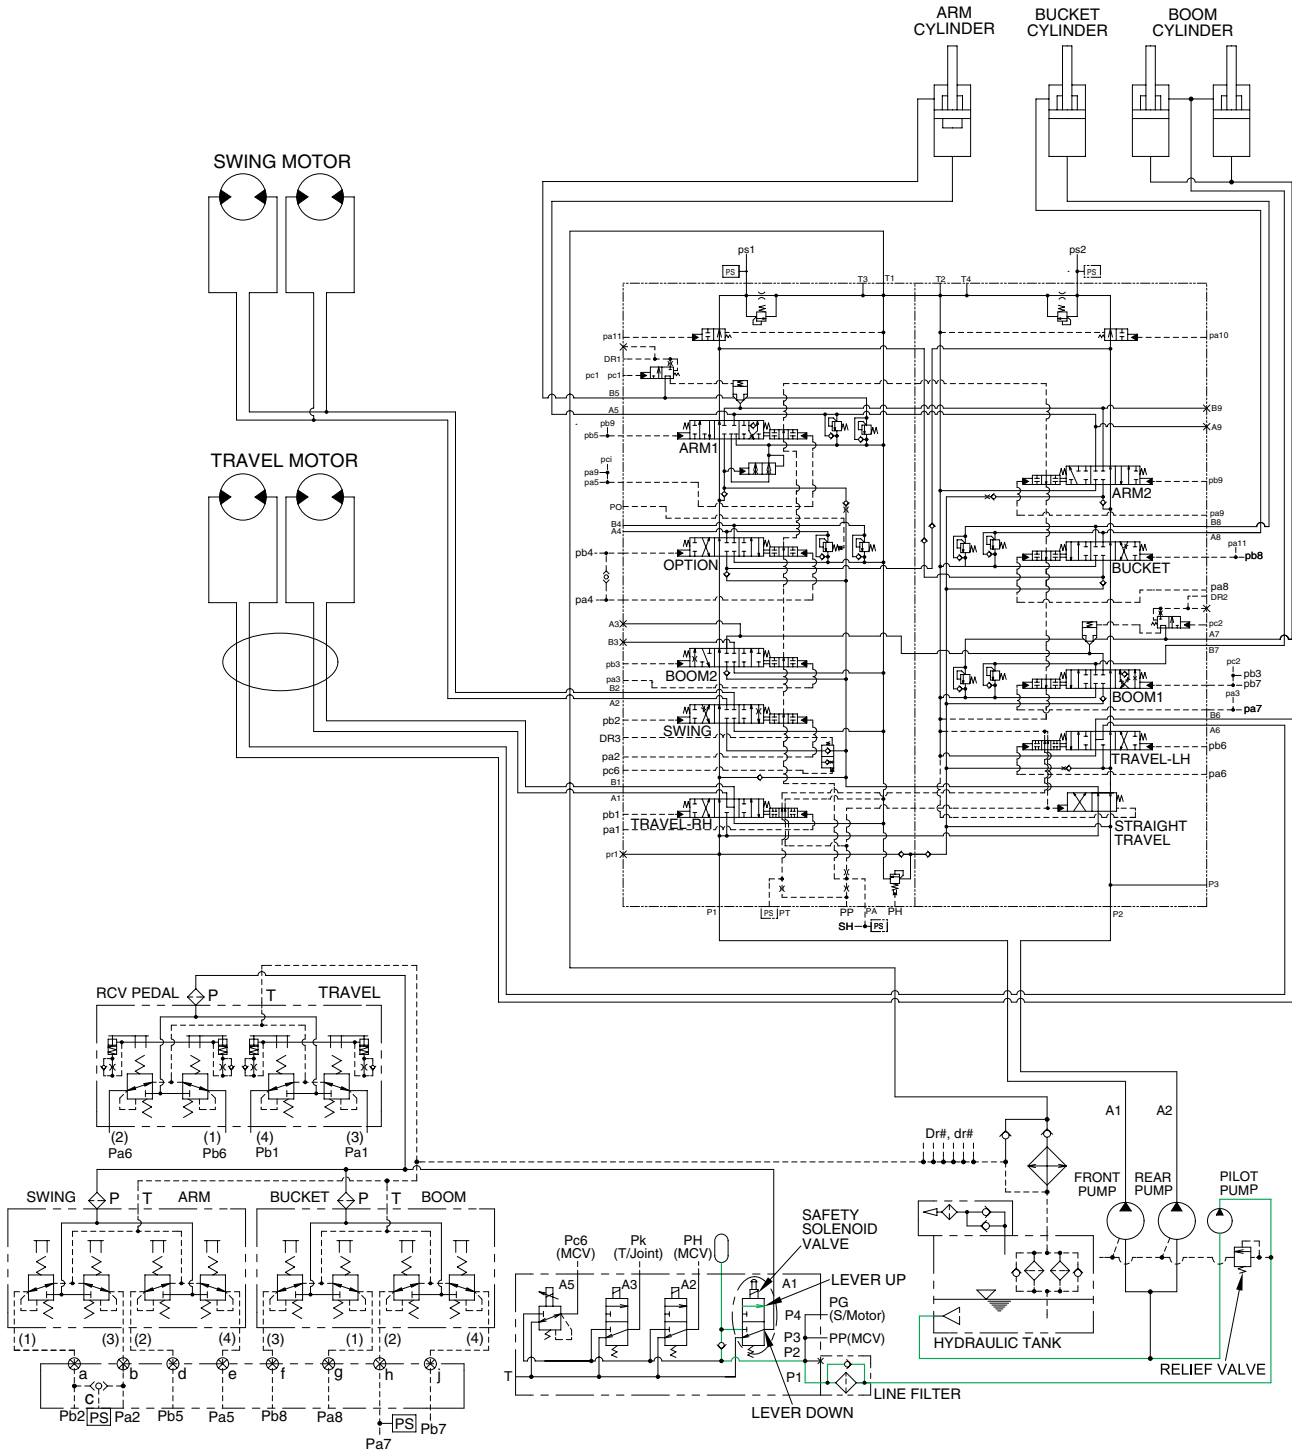 ARM
CYLINDER
BUCKET
CYLINDER
BOOM
CYLINDER
SWING MOTOR
TRAVEL MOTOR
ps1
PS
T3
T1
T2
T4
ps2
PS
pa11
DR1
pc1
pc1
B5
A5
pb9
pb5
ARM1
pci
pa9
pa5
PO
B4
A4
pb4
OPTION
pa4
A3
B3
pb3
BOOM2
pa3
B2
A2
pb2
SWING
DR3
pa2
pc6
B1
A1
pb1
TRAVEL-RH
pa1
pr1
P1
PS
PT
PP
PA
PH
SH
PS
P2
pa10
B9
A9
ARM2
pb9
pa9
B8
A8
pa11
pb8
BUCKET
pa8
DR2
pc2
A7
B7
pc2
pb3
pb7
BOOM1
pa3
pa7
B6
A6
TRAVEL-LH
pb6
pa6
STRAIGHT
TRAVEL
P3
RCV PEDAL
P
T
TRAVEL
(2)
Pa6
(1)
Pb6
(4)
Pb1
(3)
Pa1
SWING
P
T
ARM
BUCKET
P
T
BOOM
(1)
(3)
(2)
(4)
(3)
(1)
(2)
(4)
a
b
d
e
f
g
h
j
C
Pb2
PS
Pa2
Pb5
Pa5
Pb8
Pa8
Pa7
PS
Pb7
Pc6
(MCV)
Pk
(T/Joint)
PH
(MCV)
SAFETY
SOLENOID
VALVE
A5
A3
A2
A1
LEVER UP
PG
(S/Motor)
P4
P3
PP(MCV)
P2
P1
T
LINE FILTER
LEVER DOWN
Dr#, dr#
A1
A2
FRONT
PUMP
REAR
PUMP
PILOT
PUMP
HYDRAULIC TANK
RELIEF VALVE